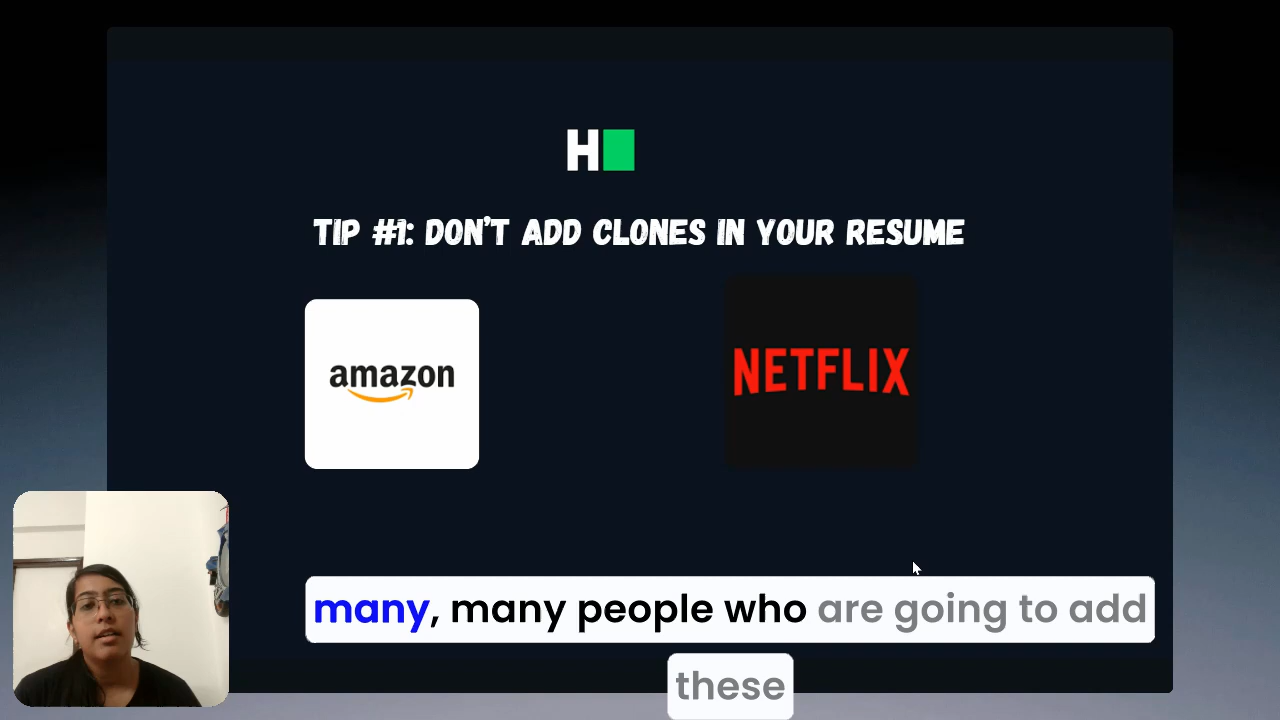 H
TIP #1: DON'T ADD CLONES IN YOUR RESUME
amazon
NETFLIX
many, many people who are going to add
these